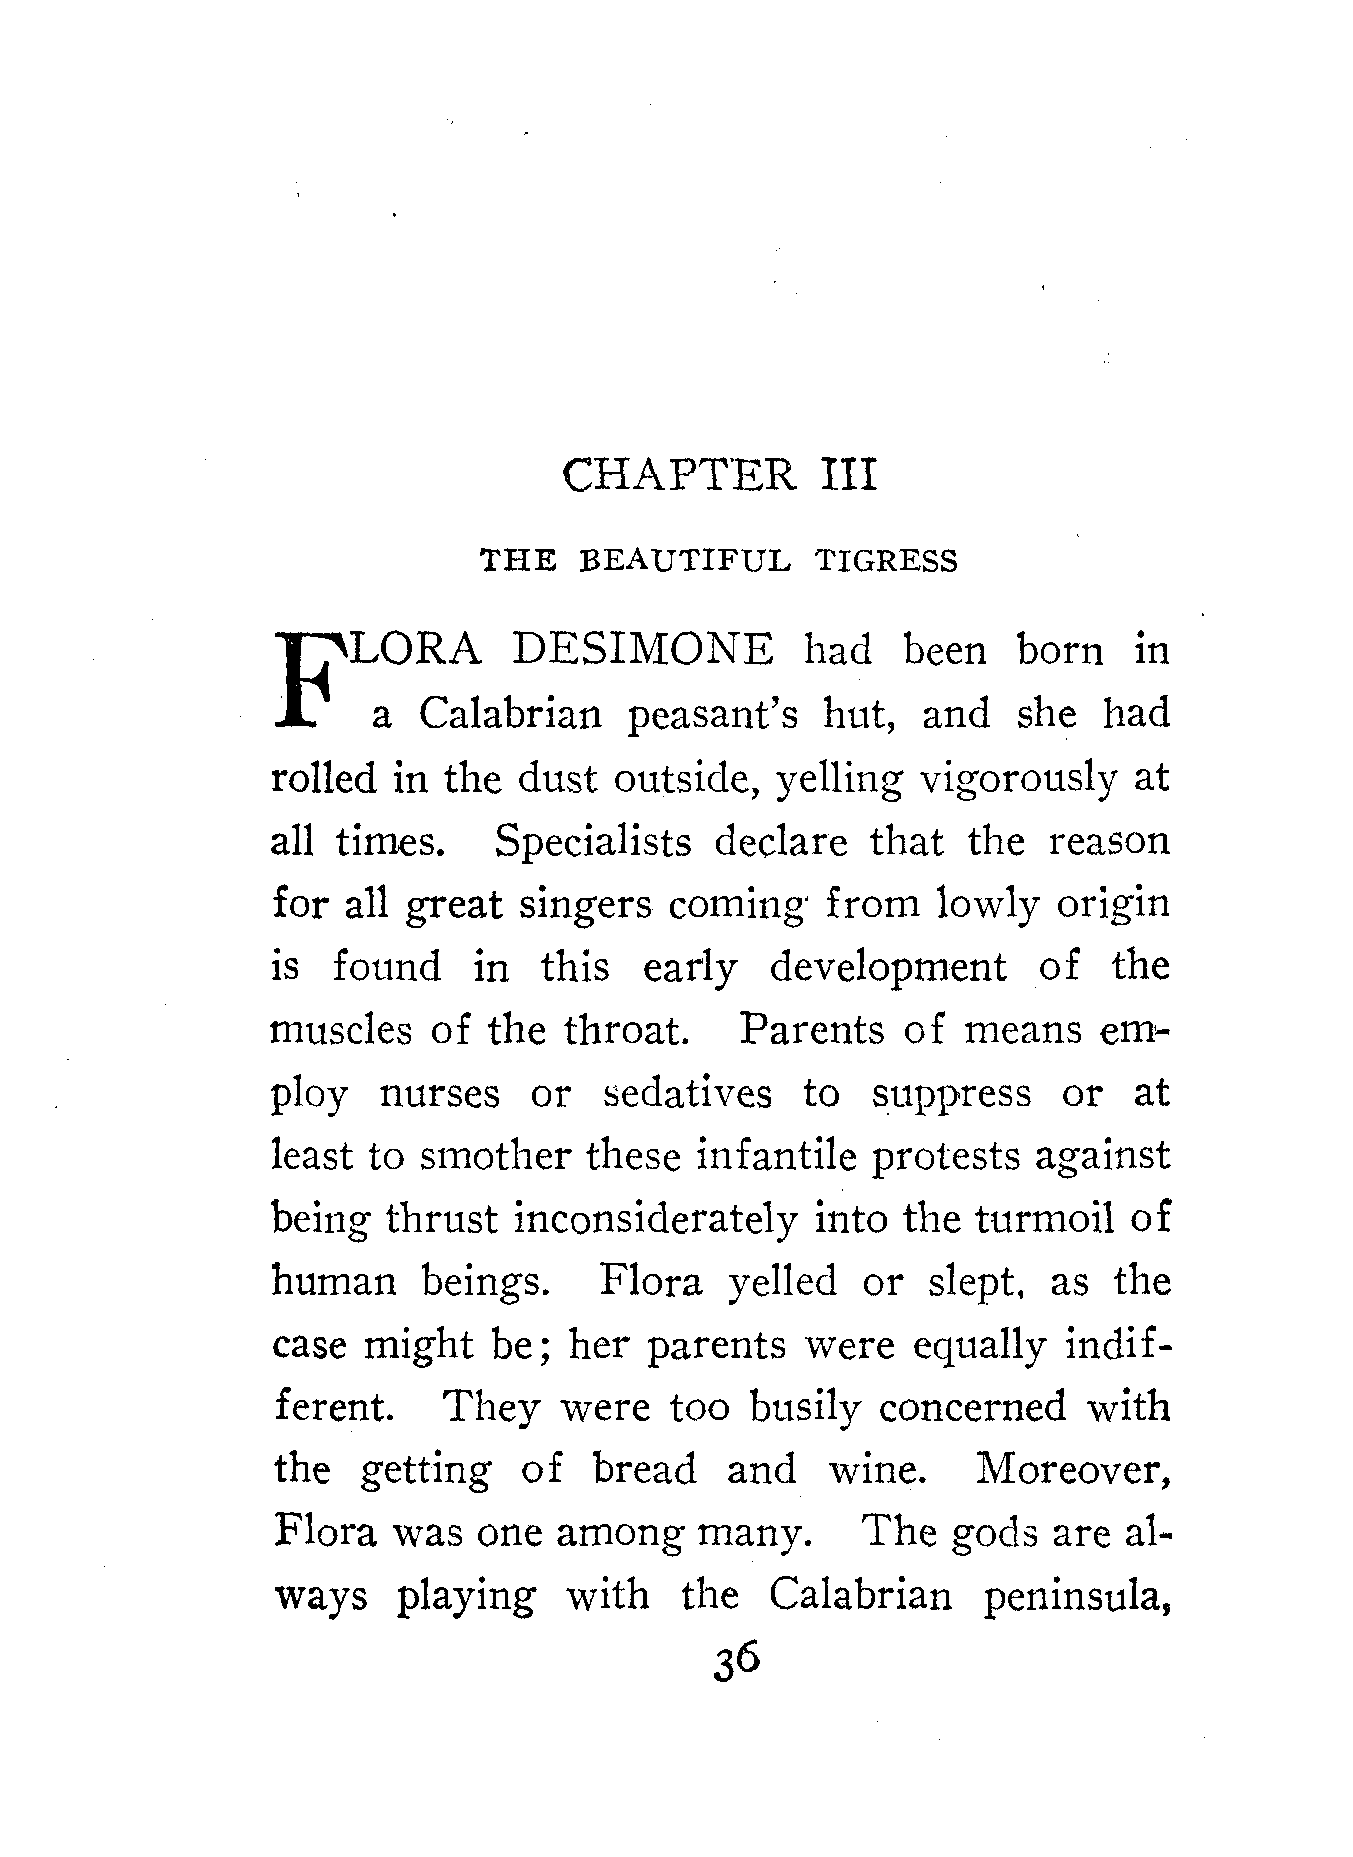 CHAPTER III
THE BEAUTIFUL TIGRESS
FLORA DESIMONE had been born in
a Calabrian peasant's hut, and she had
rolled in the dust outside, yelling vigorously at
all times. Specialists declare that the reason
for all great singers coming from lowly origin
is found in this early development of the
muscles of the throat. Parents of means em-
ploy nurses or sedatives to suppress or at
least to smother these infantile protests against
being thrust inconsiderately into the turmoil of
human beings. Flora yelled or slept, as the
case might be; her parents were equally indif-
ferent. They were too busily concerned with
the getting of bread and wine. Moreover,
Flora was one among many. The gods are al-
ways playing with the Calabrian peninsula,
36